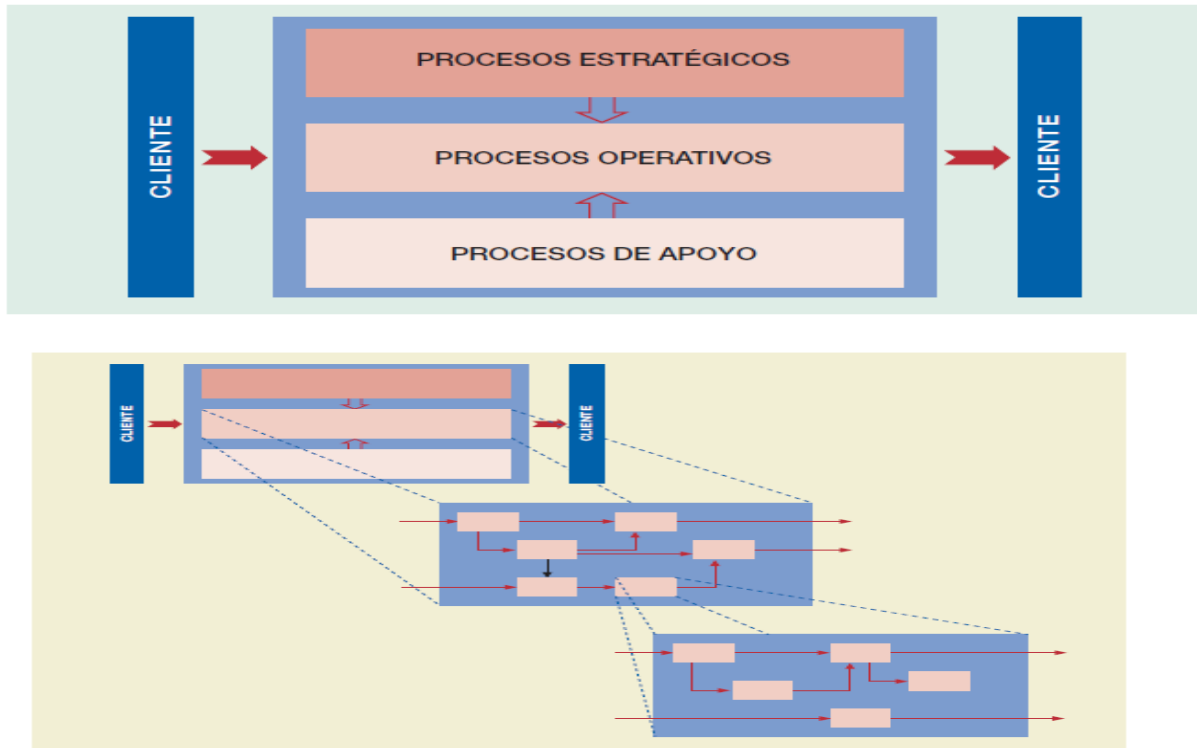 CLIENTE
PROCESOS ESTRATÉGICOS
PROCESOS OPERATIVOS
PROCESOS DE APOYO
CLIENTE
CLIENTE
CLIENTE